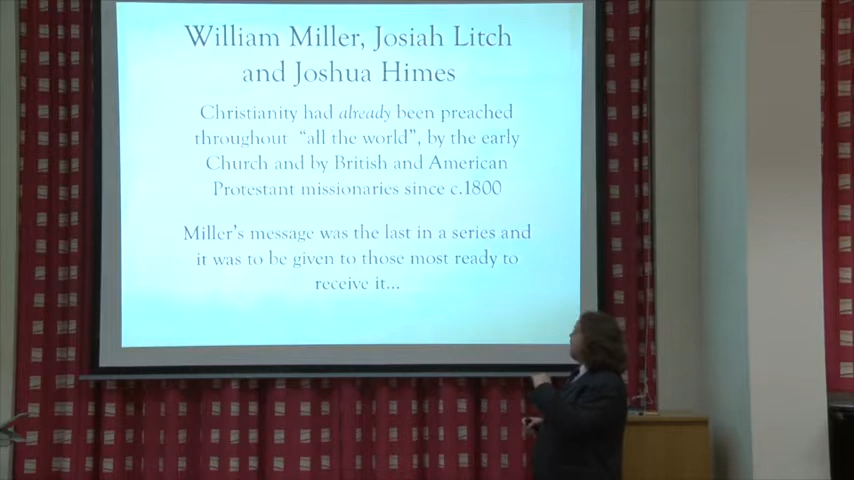 William Miller, Josiah Litch
and Joshua Himes
Christianity had already been preached
throughout "all the world", by the early
Church and by British and American
Protestant missionaries since c.1800
Miller's message was the last in a series and
it was to be given to those most ready to
receive it...